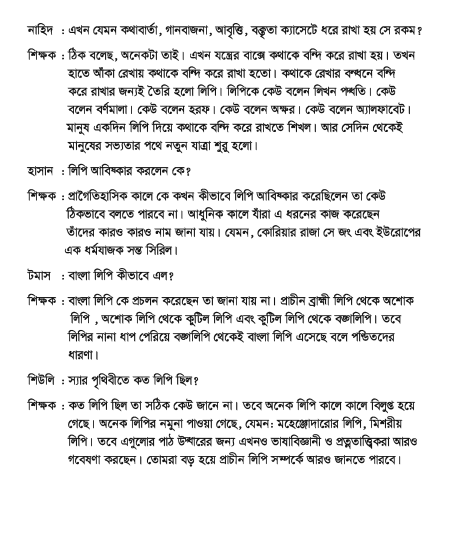 নাহিদ : এখন যেমন কথাবার্তা, গানবাজনা, আবৃত্তি, বক্তৃতা ক্যাসেটে ধরে রাখা হয় সে রকম?
শিক্ষক : ঠিক বলেছ, অনেকটা তাই। এখন যন্ত্রের বাক্সে কথাকে বন্দি করে রাখা হয়। তখন
হাতে আঁকা রেখায় কথাকে বন্দি করে রাখা হতো। কথাকে রেখার বন্ধনে বন্দি
করে রাখার জন্যই তৈরি হলো লিপি। লিপিকে কেউ বলেন লিখন পদ্ধতি। কেউ
বলেন বর্ণমালা। কেউ বলেন হরফ। কেউ বলেন অক্ষর। কেউ বলেন অ্যালফাবেট।
মানুষ একদিন লিপি দিয়ে কথাকে বন্দি করে রাখতে শিখল। আর সেদিন থেকেই
মানুষের সভ্যতার পথে নতুন যাত্রা শুরু হলো।
হাসান : লিপি আবিষ্কার করলেন কে?
শিক্ষক : প্রাগৈতিহাসিক কালে কে কখন কীভাবে লিপি আবিষ্কার করেছিলেন তা কেউ
ঠিকভাবে বলতে পারবে না। আধুনিক কালে যাঁরা এ ধরনের কাজ করেছেন
তাঁদের কারও কারও নাম জানা যায়। যেমন, কোরিয়ার রাজা সে জং এবং ইউরোপের
এক ধর্মযাজক সন্ত সিরিল।
টমাস : বাংলা লিপি কীভাবে এল?
শিক্ষক : বাংলা লিপি কে প্রচলন করেছেন তা জানা যায় না। প্রাচীন ব্রাহ্মী লিপি থেকে অশোক
লিপি , অশোক লিপি থেকে কুটিল লিপি এবং কুটিল লিপি থেকে বঙ্গলিপি। তবে
লিপির নানা ধাপ পেরিয়ে বঙ্গলিপি থেকেই বাংলা লিপি এসেছে বলে পন্ডিতদের
ধারণা।
শিউলি : স্যার পৃথিবীতে কত লিপি ছিল?
শিক্ষক : কত লিপি ছিল তা সঠিক কেউ জানে না। তবে অনেক লিপি কালে কালে বিলুপ্ত হয়ে
গেছে। অনেক লিপির নমুনা পাওয়া গেছে, যেমন: মহেঞ্জোদারোর লিপি, মিশরীয়
লিপি। তবে এগুলোর পাঠ উদ্ধারের জন্য এখনও ভাষাবিজ্ঞানী ও প্রত্নতাত্ত্বিকরা আরও
গবেষণা করছেন। তোমরা বড় হয়ে প্রাচীন লিপি সম্পর্কে আরও জানতে পারবে।